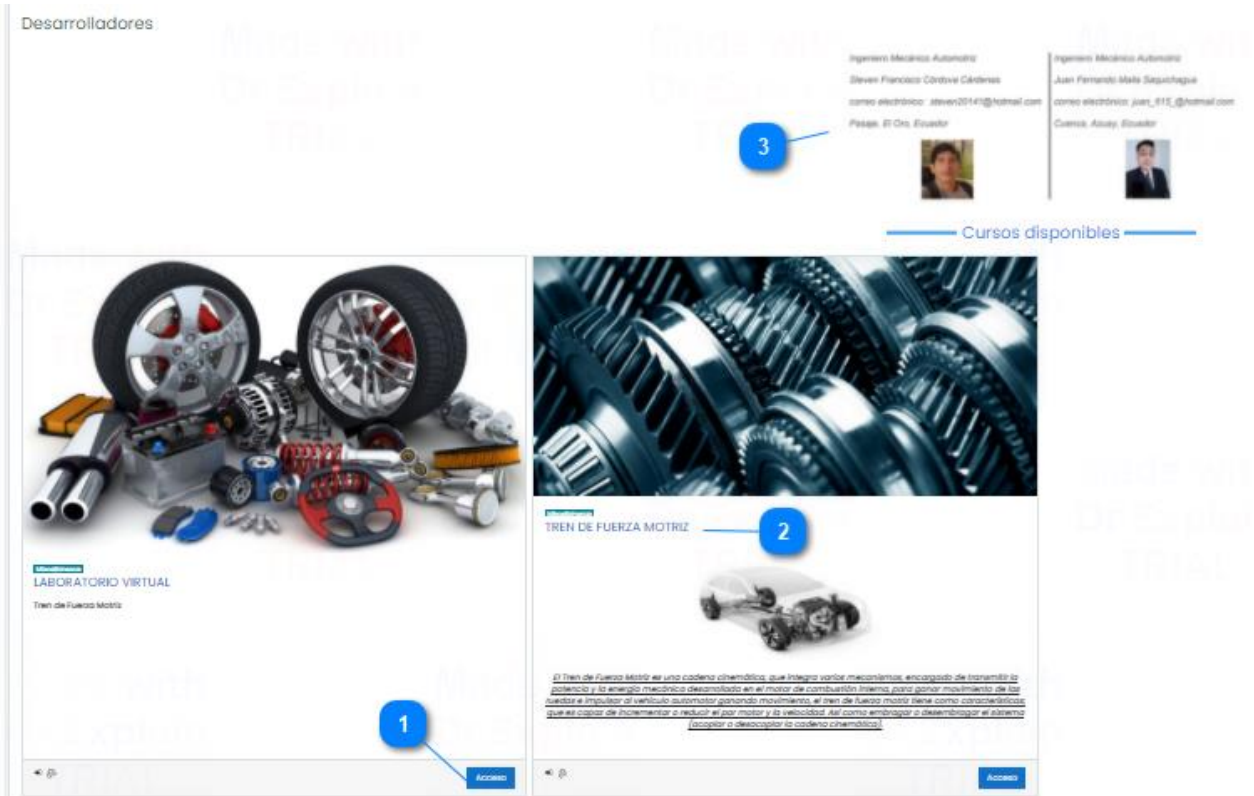 Desarrolladores
Ingeniero Mecánico Automotriz
Steven Francisco Córdova Cárdenas
correo electrónico: steven20141@hotmail.com
Pasaje, El Oro, Ecuador
Ingeniero Mecánico Automotriz
Juan Fernando Malla Saquichagua
correo electrónico: juan_615_@hotmail.com
Cuenca, Azuay, Ecuador
3
Cursos disponibles
LABORATORIO VIRTUAL
Tren de Fuerza Motriz
1
Acceso
TREN DE FUERZA MOTRIZ
2
El Tren de Fuerza Motriz es una cadena cinemática, que integra varios mecanismos, encargado de transmitir la
potencia y la energía mecánica desarrollada en el motor de combustión interna, para ganar movimiento de las
ruedas e impulsar al vehículo automotor ganando movimiento, el tren de fuerza motriz tiene como características;
que es capaz de incrementar o reducir el par motor y la velocidad. Así como embragar o desembragar el sistema
(acoplar o desacoplar la cadena cinemática).
Acceso